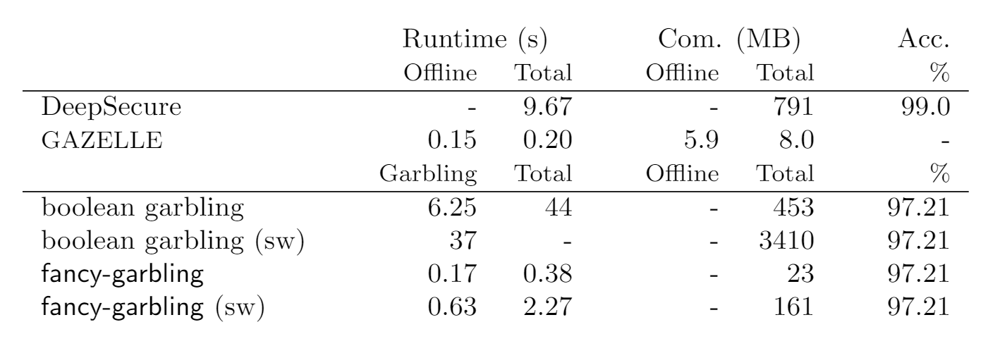 Runtime (s) Com. (MB) Acc.
Offline Total Offline Total %
DeepSecure - 9.67 - 791 99.0
GAZELLE 0.15 0.20 5.9 8.0 -
Garbling Total Offline Total %
boolean garbling 6.25 44 - 453 97.21
boolean garbling (sw) 37 - - 3410 97.21
fancy-garbling 0.17 0.38 - 23 97.21
fancy-garbling (sw) 0.63 2.27 - 161 97.21